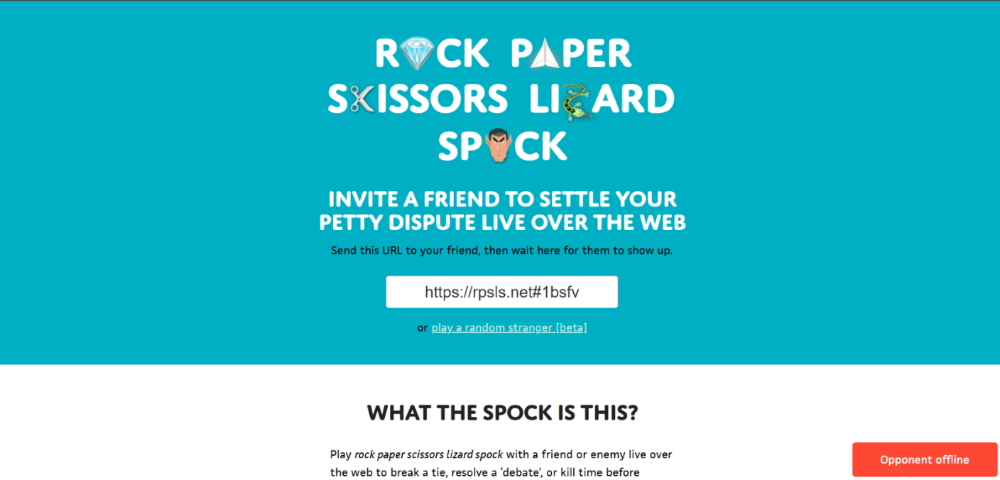 ROCK PAPER
SCISSORS LIZARD
SPOCK
INVITE A FRIEND TO SETTLE YOUR
PETTY DISPUTE LIVE OVER THE WEB
Send this URL to your friend, then wait here for them to show up.
https://rpsls.net#1bsfv
or play a random stranger [beta]
WHAT THE SPOCK IS THIS?
Play rock paper scissors lizard spock with a friend or enemy live over
the web to break a tie, resolve a ‘debate’, or kill time before
Opponent offline